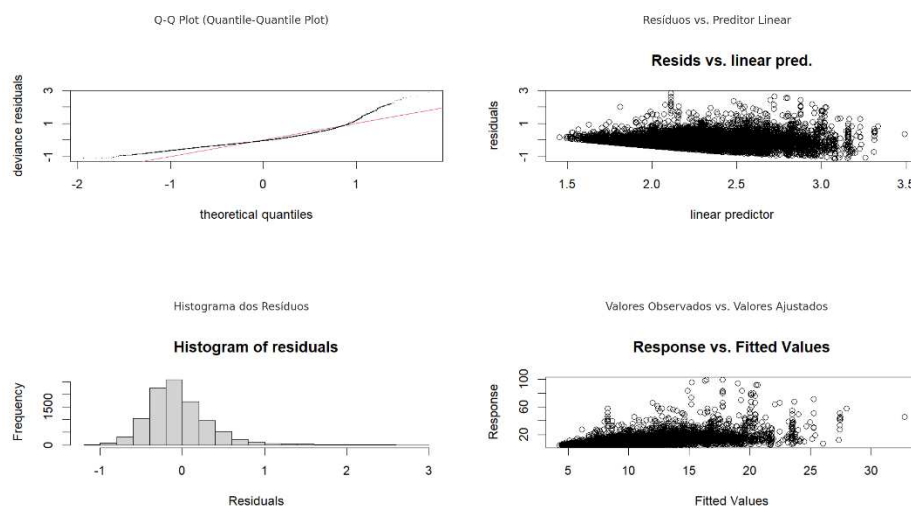 Q-Q Plot (Quantile-Quantile Plot)
deviance residuals
3
1
-1
-2
-1
0
1
theoretical quantiles
Resíduos vs. Preditor Linear
Resids vs. linear pred.
residuals
3
1
-1
1.5
2.0
2.5
3.0
3.5
linear predictor
Histograma dos Resíduos
Histogram of residuals
Frequency
1500
0
-1
0
1
2
3
Residuals
Valores Observados vs. Valores Ajustados
Response vs. Fitted Values
Response
100
60
20
5
10
15
20
25
30
Fitted Values